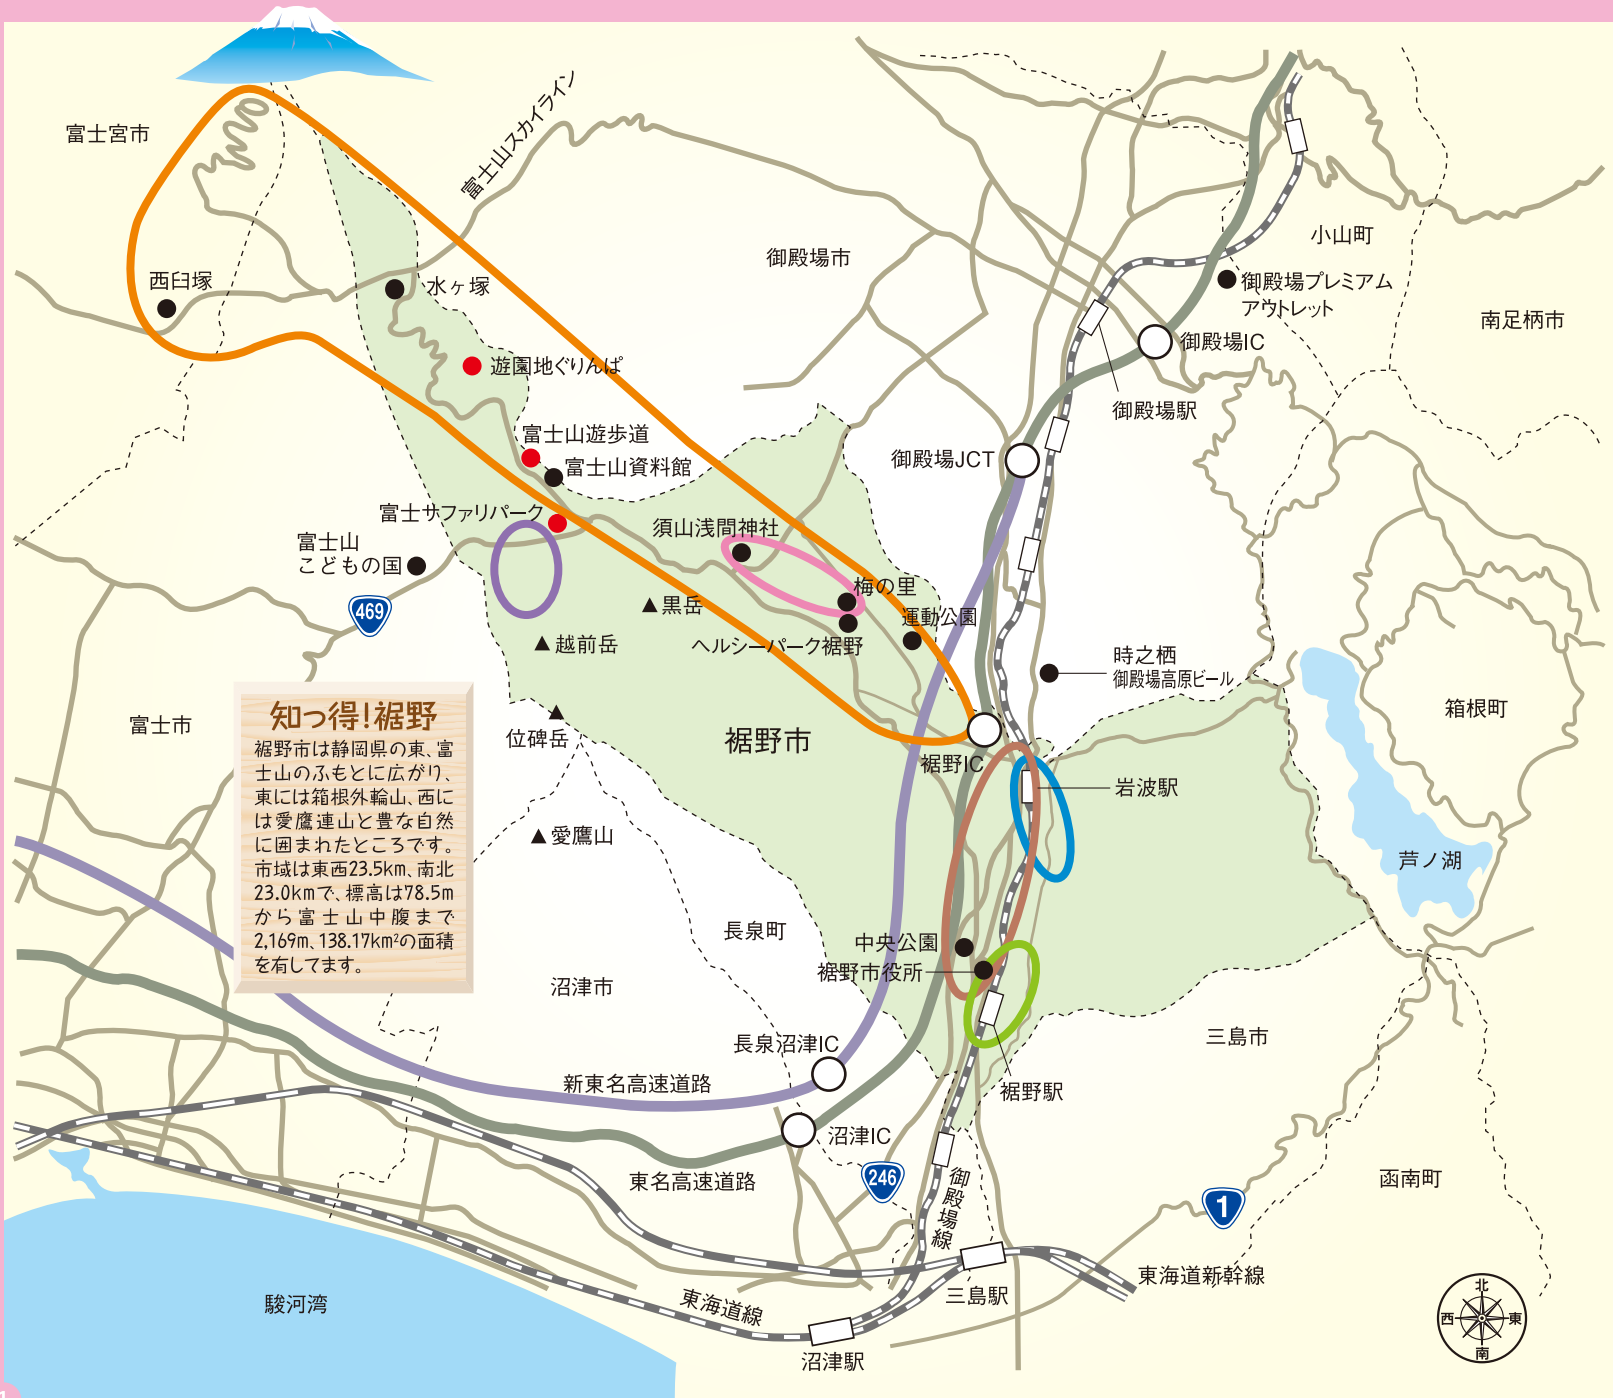 富士宮市
富士山スカイライン
西臼塚
水ヶ塚
御殿場市
小山町
御殿場プレミアム
アウトレット
南足柄市
御殿場IC
遊園地ぐりんぱ
御殿場駅
富士山遊歩道
富士山資料館
御殿場JCT
富士サファリパーク
須山浅間神社
富士山
こどもの国
469
黒岳
梅の里
運動公園
越前岳
ヘルシーパーク裾野
時之栖
御殿場高原ビール
箱根町
富士市
位碑岳
裾野市
裾野IC
岩波駅
知っ得!裾野
裾野市は静岡県の東、富
士山のふもとに広がり、
東には箱根外輪山、西に
は愛鷹連山と豊な自然
に囲まれたところです。
市域は東西23.5km、南北
23.0kmで、標高は78.5m
から富士山中腹まで
2,169m、138.17km²の面積
を有してます。
愛鷹山
芦ノ湖
長泉町
中央公園
裾野市役所
沼津市
長泉沼津IC
三島市
新東名高速道路
裾野駅
沼津IC
東名高速道路
246
御殿場線
函南町
1
東海道新幹線
三島駅
駿河湾
東海道線
沼津駅
北
西
東
南
1